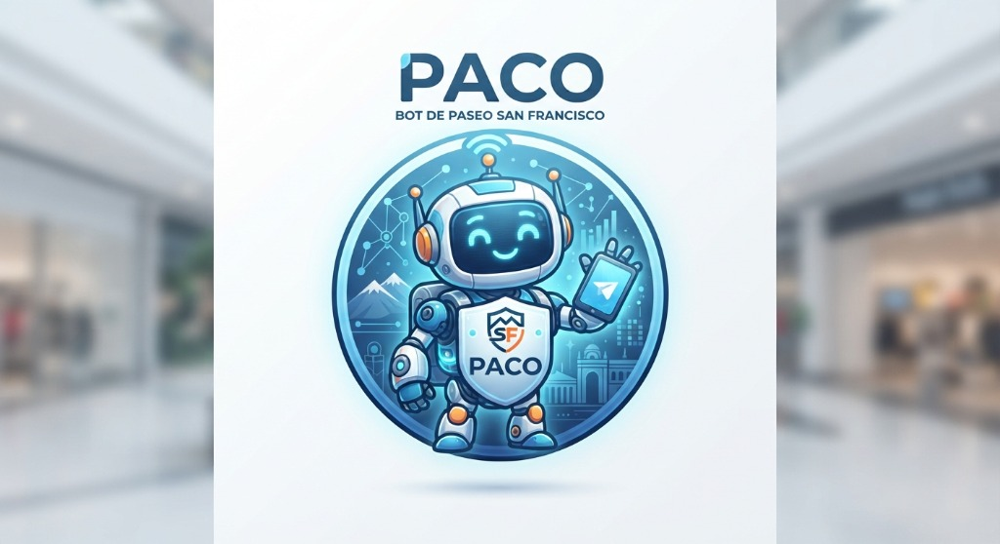 PACO
BOT DE PASEO SAN FRANCISCO
SF
PACO